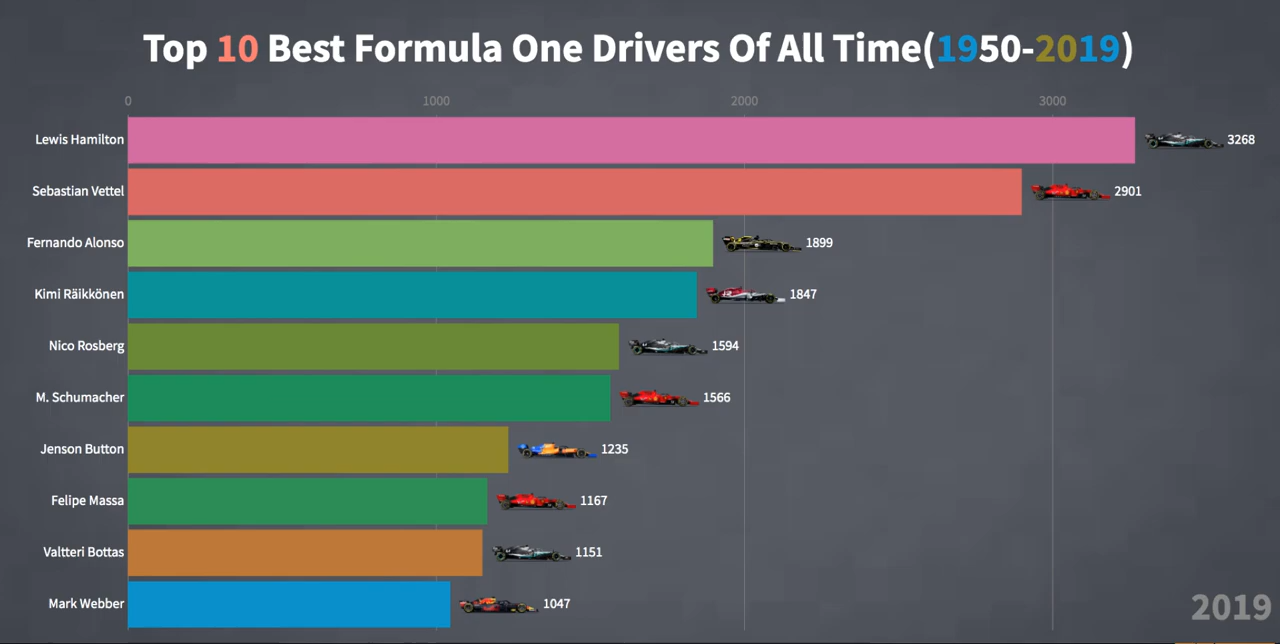 Top 10 Best Formula One Drivers Of All Time(1950-2019)
0 1000 2000 3000
Lewis Hamilton 3268
Sebastian Vettel 2901
Fernando Alonso 1899
Kimi Räikkönen 1847
Nico Rosberg 1594
M. Schumacher 1566
Jenson Button 1235
Felipe Massa 1167
Valtteri Bottas 1151
Mark Webber 1047
2019